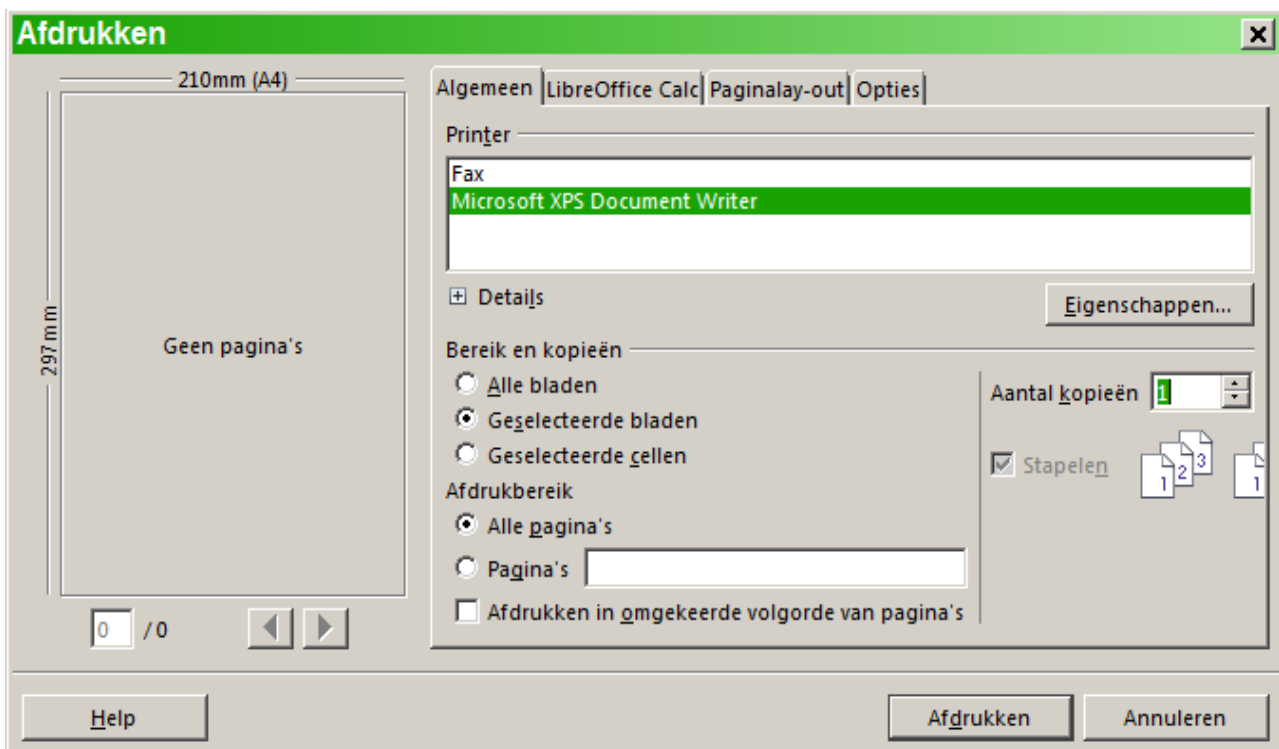 Afdrukken
210mm (A4)
297mm
Geen pagina's
0 / 0
Algemeen LibreOffice Calc Paginalay-out Opties
Printer
Fax
Microsoft XPS Document Writer
Details
Eigenschappen...
Bereik en kopieën
Alle bladen
Geselecteerde bladen
Geselecteerde cellen
Aantal kopieën 1
Stapelen 1 2 3 1
Afdrukbereik
Alle pagina's
Pagina's
Afdrukken in omgekeerde volgorde van pagina's
Help Afdrukken Annuleren